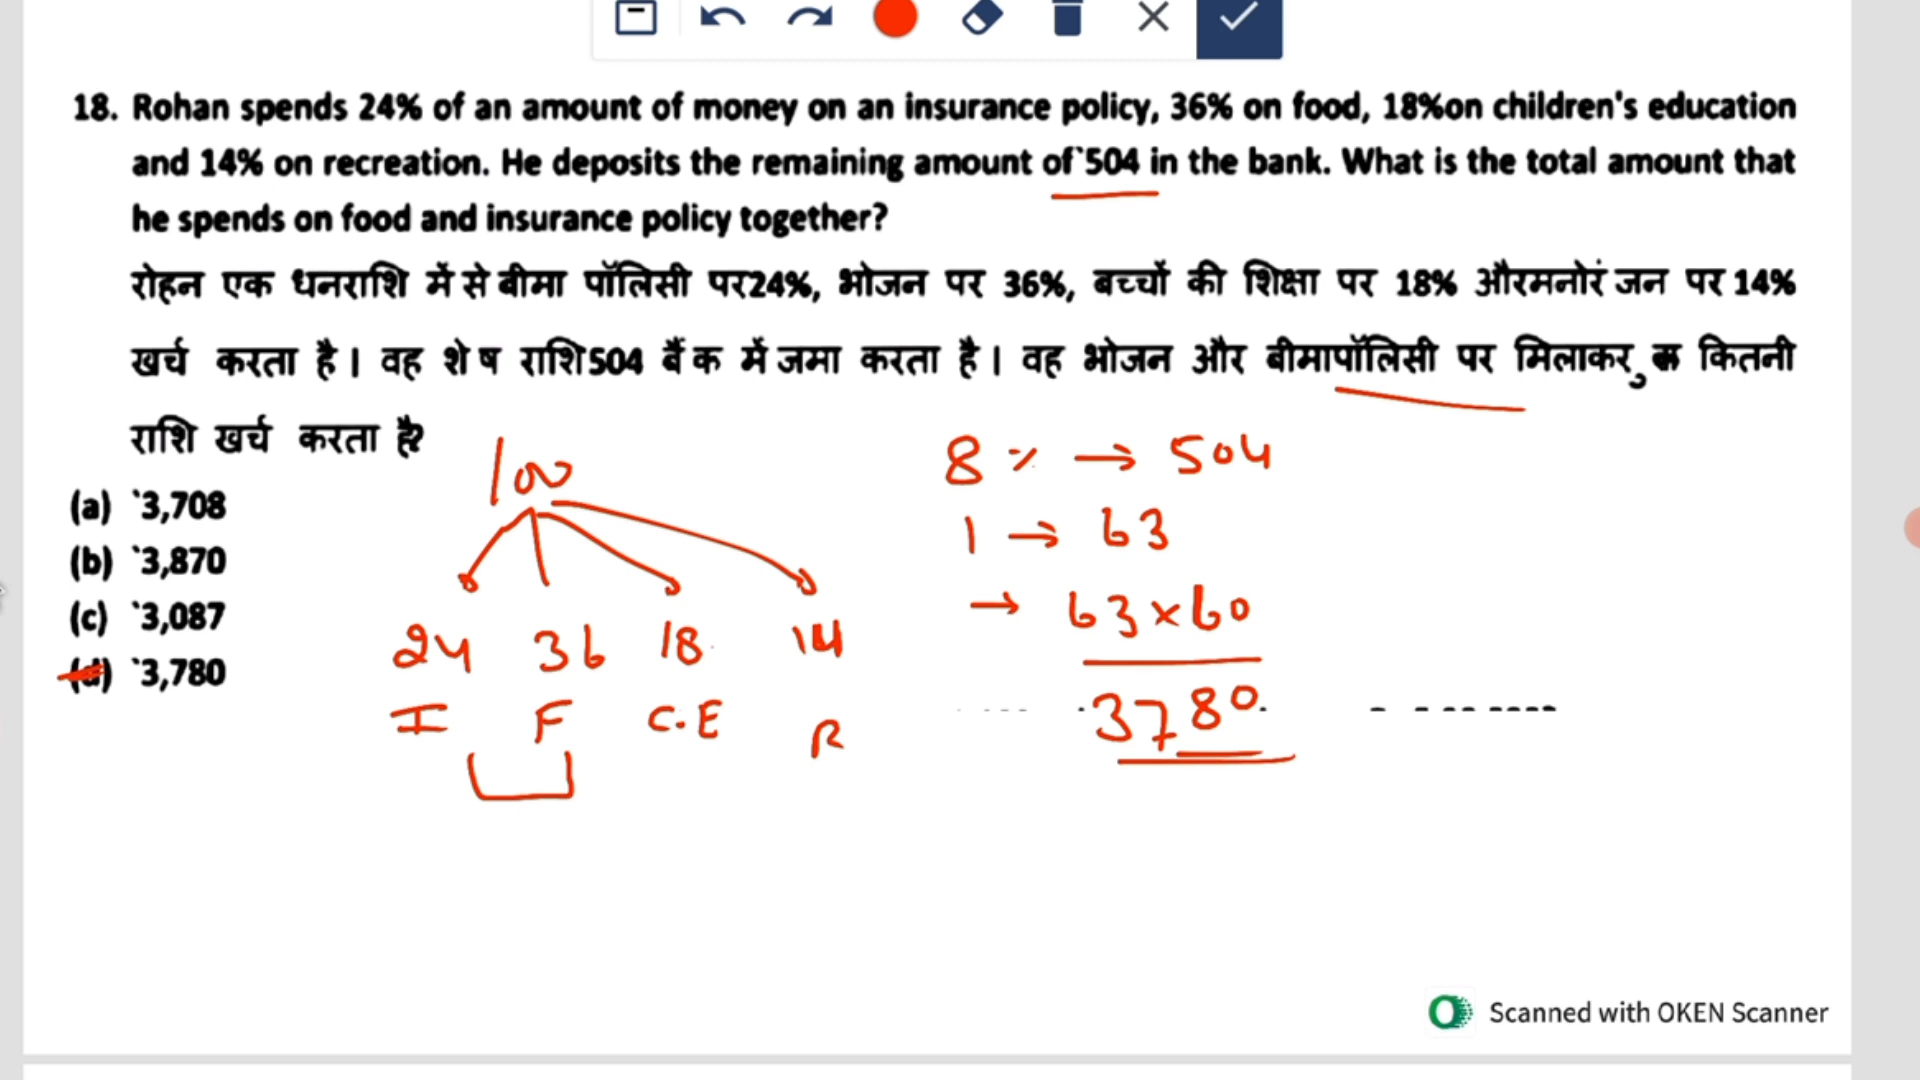 18. Rohan spends 24% of an amount of money on an insurance policy, 36% on food, 18%on children's education
and 14% on recreation. He deposits the remaining amount of`504 in the bank. What is the total amount that
he spends on food and insurance policy together?
रोहन एक धनराशि में से बीमा पॉलिसी पर24%, भोजन पर 36%, बच्चों की शिक्षा पर 18% औरमनोरंजन पर 14%
खर्च करता है। वह शेष राशि504 बैंक में जमा करता है। वह भोजन और बीमापॉलिसी पर मिलाकर कितनी
राशि खर्च करता है?
(a) `3,708
(b) `3,870
(c) `3,087
(d) `3,780
100
24 36 18 14
I F C.E R
8 % → 504
1 → 63
→ 63×60
3780
Scanned with OKEN Scanner